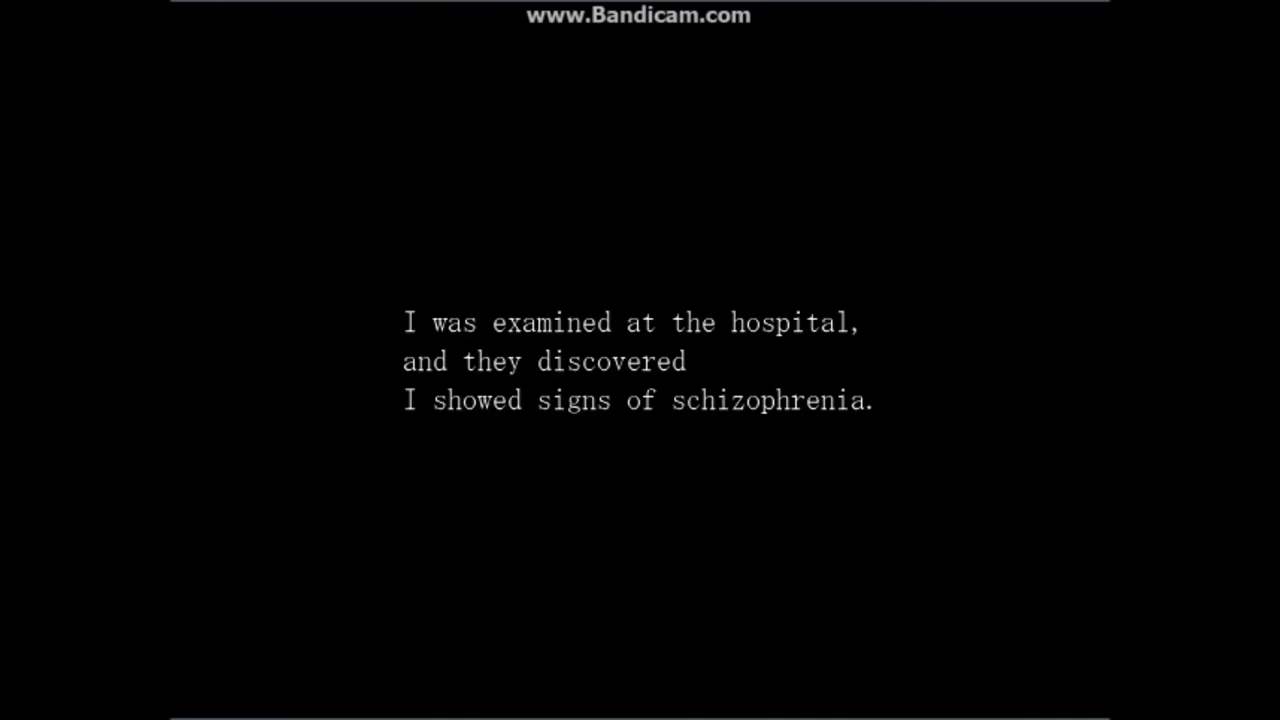 www.Bandicam.com
I was examined at the hospital,
and they discovered
I showed signs of schizophrenia.